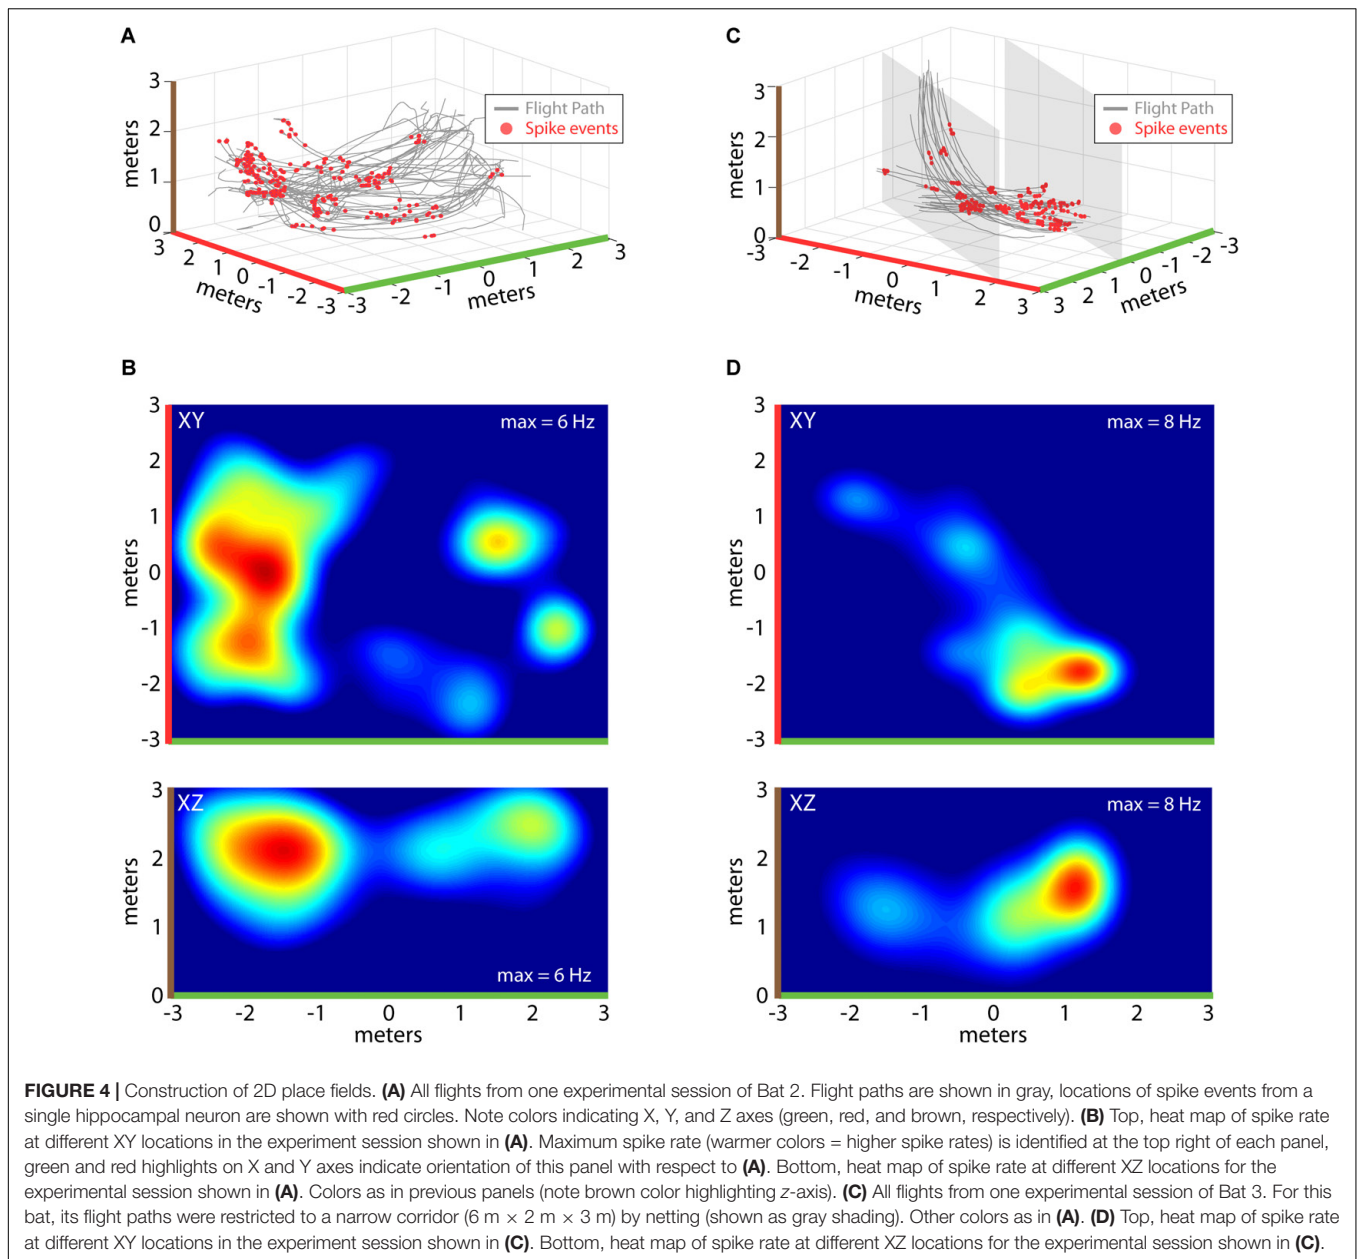 A
3
2
1
0
meters
3
2
1
0
-1
-2
-3
meters
-3
-2
-1
0
1
2
3
meters
Flight Path
Spike events
C
3
2
1
0
meters
-3
-2
-1
0
1
2
3
meters
3
2
1
0
-1
-2
-3
meters
Flight Path
Spike events
B
XY
max = 6 Hz
3
2
1
0
-1
-2
-3
meters
XZ
max = 6 Hz
3
2
1
0
meters
-3 -2 -1 0 1 2 3
meters
D
XY
max = 8 Hz
3
2
1
0
-1
-2
-3
meters
XZ
max = 8 Hz
3
2
1
0
meters
-3 -2 -1 0 1 2 3
meters
FIGURE 4 | Construction of 2D place fields. (A) All flights from one experimental session of Bat 2. Flight paths are shown in gray, locations of spike events from a
single hippocampal neuron are shown with red circles. Note colors indicating X, Y, and Z axes (green, red, and brown, respectively). (B) Top, heat map of spike rate
at different XY locations in the experiment session shown in (A). Maximum spike rate (warmer colors = higher spike rates) is identified at the top right of each panel,
green and red highlights on X and Y axes indicate orientation of this panel with respect to (A). Bottom, heat map of spike rate at different XZ locations for the
experimental session shown in (A). Colors as in previous panels (note brown color highlighting z-axis). (C) All flights from one experimental session of Bat 3. For this
bat, its flight paths were restricted to a narrow corridor (6 m × 2 m × 3 m) by netting (shown as gray shading). Other colors as in (A). (D) Top, heat map of spike rate
at different XY locations in the experiment session shown in (C). Bottom, heat map of spike rate at different XZ locations for the experimental session shown in (C).